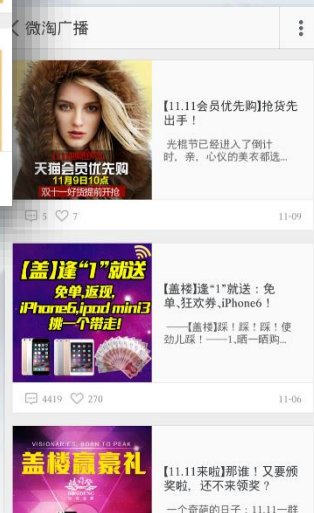 微淘广播
天猫会员优先购
11月9日10点
双十一好货提前开抢
【11.11会员优先购】抢货先
出手！
光棍节已经进入了倒计
时，亲，心仪的美衣都选...
5 7 11-09
【盖】逢“1”就送
免单,返现,
iPhone6,ipad mini3
挑一个带走!
【盖楼】逢“1”就送：免
单、狂欢券、iPhone6！
——【盖楼】踩！踩！踩！使
劲儿踩！——1、晒一晒购...
4419 270 11-06
VISIONARIES, BORN TO PEAK
盖楼赢豪礼
【11.11来啦】那谁！又要颁
奖啦，还不来领奖？
一个奇葩的日子：11.11一群